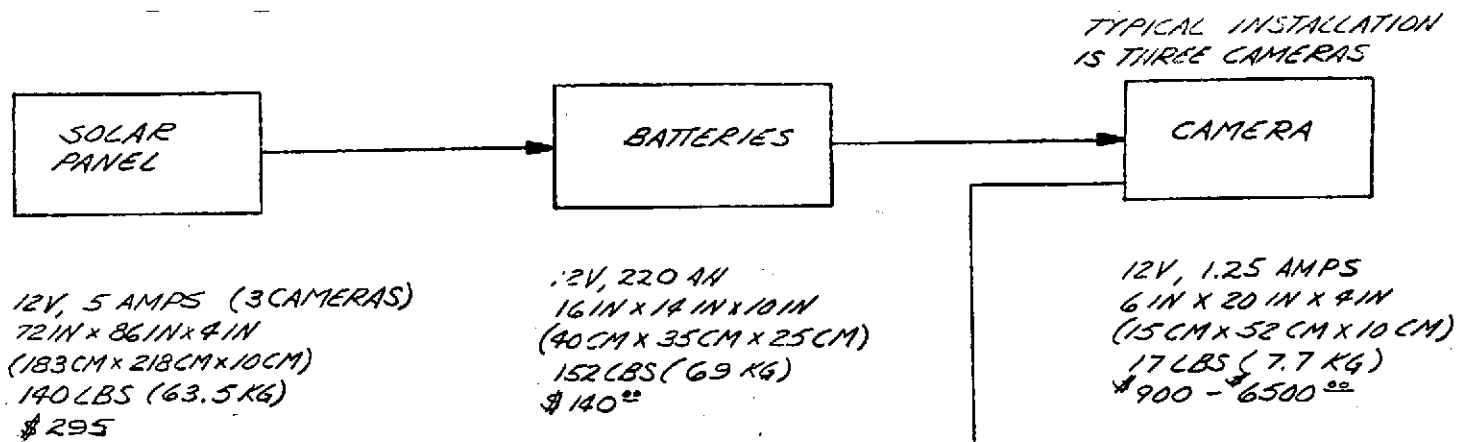 TYPICAL INSTALLATION
IS THREE CAMERAS
SOLAR
PANEL
BATTERIES
CAMERA
12V, 5 AMPS (3 CAMERAS)
72 IN x 86 IN x 4 IN
(183 CM x 218 CM x 10 CM)
140 LBS (63.5 KG)
$295
12V, 220 AH
16 IN x 14 IN x 10 IN
(40 CM x 35 CM x 25 CM)
152 LBS (69 KG)
$140.00
12V, 1.25 AMPS
6 IN X 20 IN X 4 IN
(15 CM x 52 CM x 10 CM)
17 LBS (7.7 KG)
$900 - $6500.00